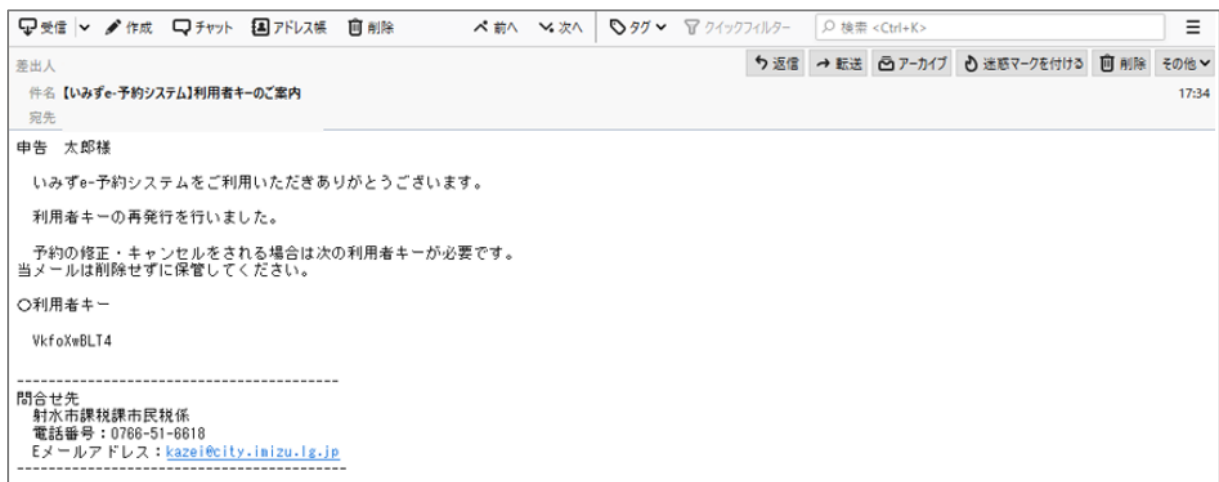 受信 作成 チャット アドレス帳 削除 前へ 次へ タグ クイックフィルター 検索 <Ctrl+K>
差出人 返信 転送 アーカイブ 迷惑マークを付ける 削除 その他
件名 【いみずe-予約システム】利用者キーのご案内 17:34
宛先
申告　太郎様
いみずe-予約システムをご利用いただきありがとうございます。
利用者キーの再発行を行いました。
予約の修正・キャンセルをされる場合は次の利用者キーが必要です。
当メールは削除せずに保管してください。
○利用者キー
VkfoXwBLT4
----------------------------------------
問合せ先
射水市課税課市民税係
電話番号：0766-51-6618
Eメールアドレス：kazei@city.imizu.lg.jp
-----------------------------------------